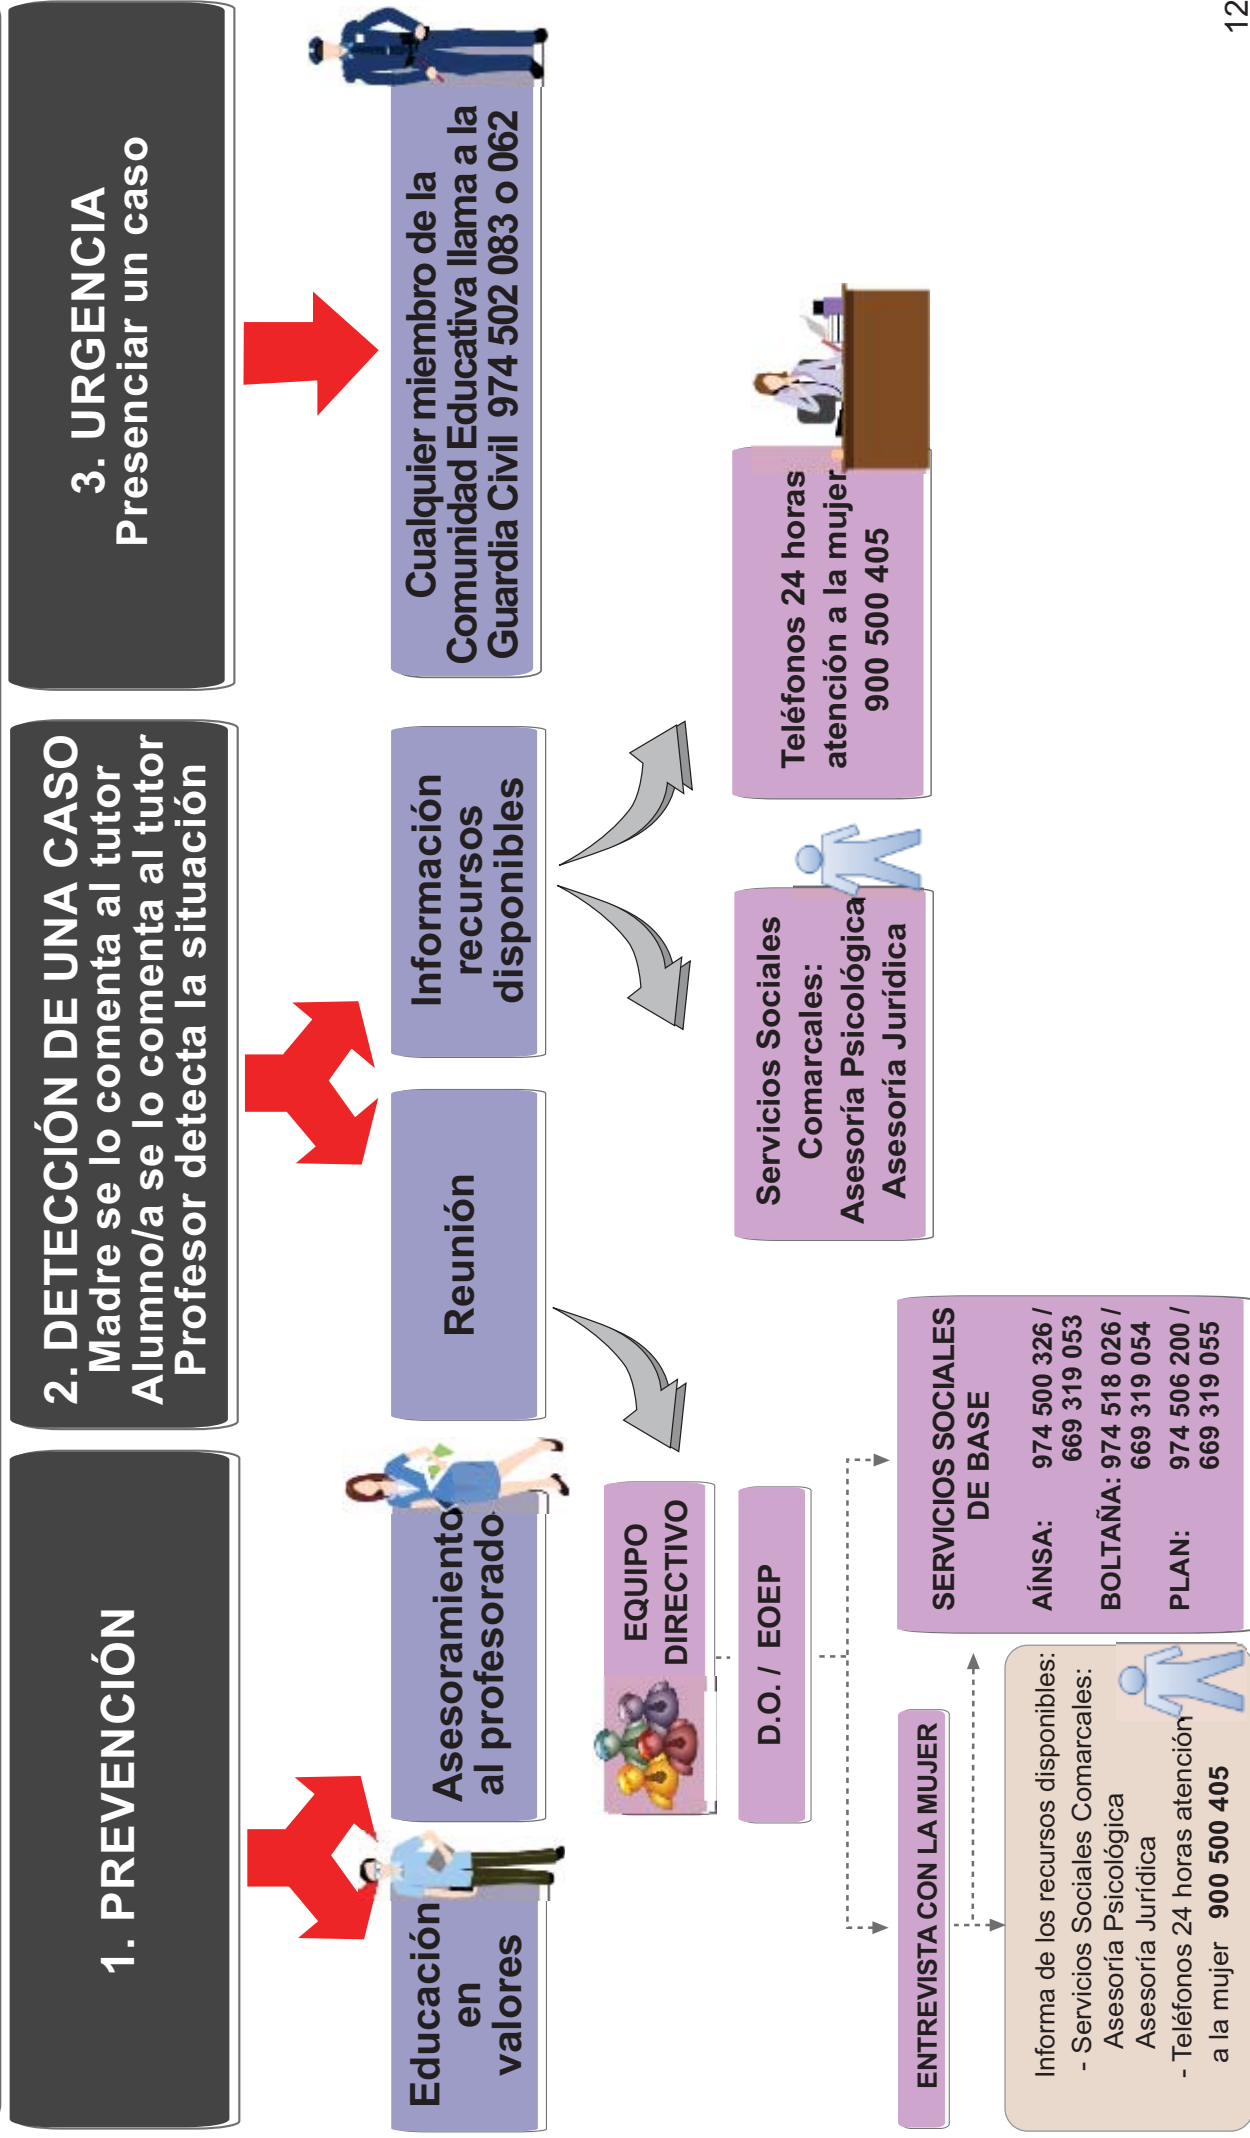 1. PREVENCIÓN
Educación
en
valores
Asesoramiento
al profesorado
2. DETECCIÓN DE UNA CASO
Madre se lo comenta al tutor
Alumno/a se lo comenta al tutor
Profesor detecta la situación
Reunión
Información
recursos
disponibles
3. URGENCIA
Presenciar un caso
Cualquier miembro de la
Comunidad Educativa llama a la
Guardia Civil 974 502 083 o 062
EQUIPO
DIRECTIVO
D.O. / EOEP
Servicios Sociales
Comarcales:
Asesoría Psicológica
Asesoría Jurídica
Teléfonos 24 horas
atención a la mujer
900 500 405
ENTREVISTA CON LA MUJER
Informa de los recursos disponibles:
- Servicios Sociales Comarcales:
Asesoría Psicológica
Asesoría Jurídica
- Teléfonos 24 horas atención
a la mujer 900 500 405
SERVICIOS SOCIALES
DE BASE
AÍNSA: 974 500 326 /
669 319 053
BOLTAÑA: 974 518 026 /
669 319 054
PLAN: 974 506 200 /
669 319 055
12